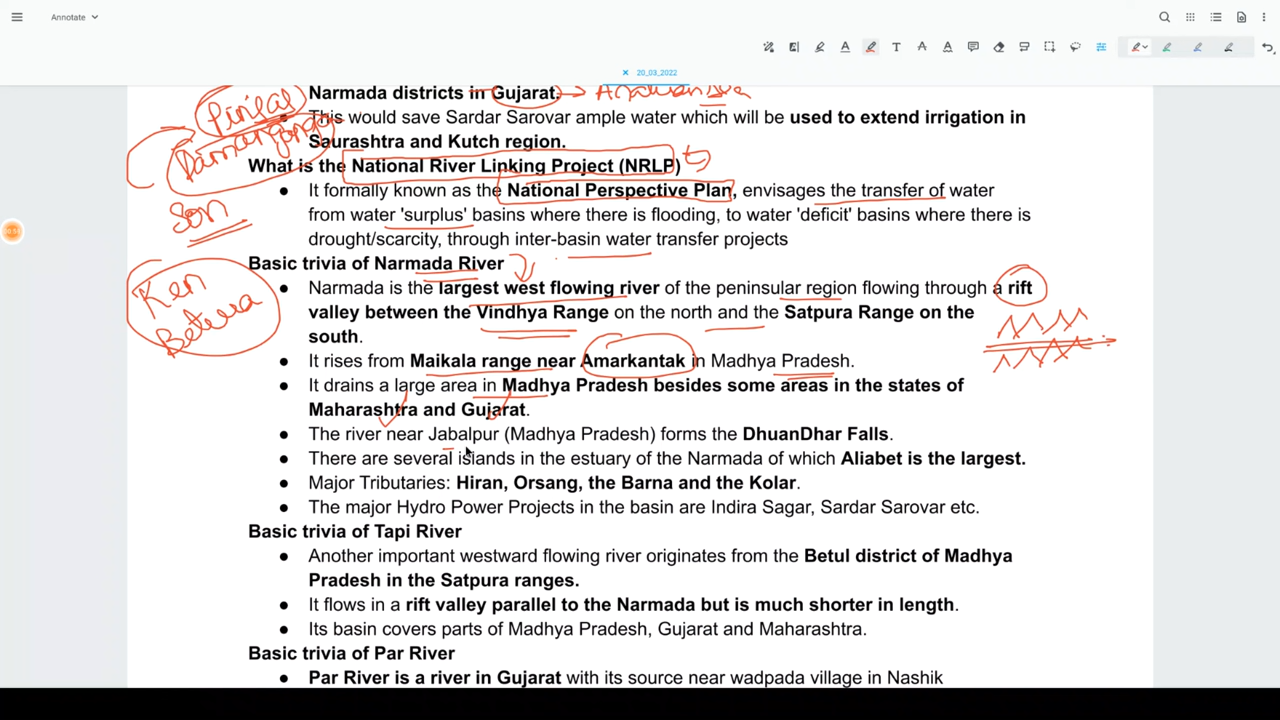 Annotate
20_03_2022
Narmada districts in Gujarat.
This would save Sardar Sarovar ample water which will be used to extend irrigation in
Saurashtra and Kutch region.
What is the National River Linking Project (NRLP)
It formally known as the National Perspective Plan, envisages the transfer of water
from water 'surplus' basins where there is flooding, to water 'deficit' basins where there is
drought/scarcity, through inter-basin water transfer projects
Son
Basic trivia of Narmada River
Ken
Betwa
Narmada is the largest west flowing river of the peninsular region flowing through a rift
valley between the Vindhya Range on the north and the Satpura Range on the
south.
It rises from Maikala range near Amarkantak in Madhya Pradesh.
It drains a large area in Madhya Pradesh besides some areas in the states of
Maharashtra and Gujarat.
The river near Jabalpur (Madhya Pradesh) forms the DhuanDhar Falls.
There are several islands in the estuary of the Narmada of which Aliabet is the largest.
Major Tributaries: Hiran, Orsang, the Barna and the Kolar.
The major Hydro Power Projects in the basin are Indira Sagar, Sardar Sarovar etc.
Basic trivia of Tapi River
Another important westward flowing river originates from the Betul district of Madhya
Pradesh in the Satpura ranges.
It flows in a rift valley parallel to the Narmada but is much shorter in length.
Its basin covers parts of Madhya Pradesh, Gujarat and Maharashtra.
Basic trivia of Par River
Par River is a river in Gujarat with its source near wadpada village in Nashik